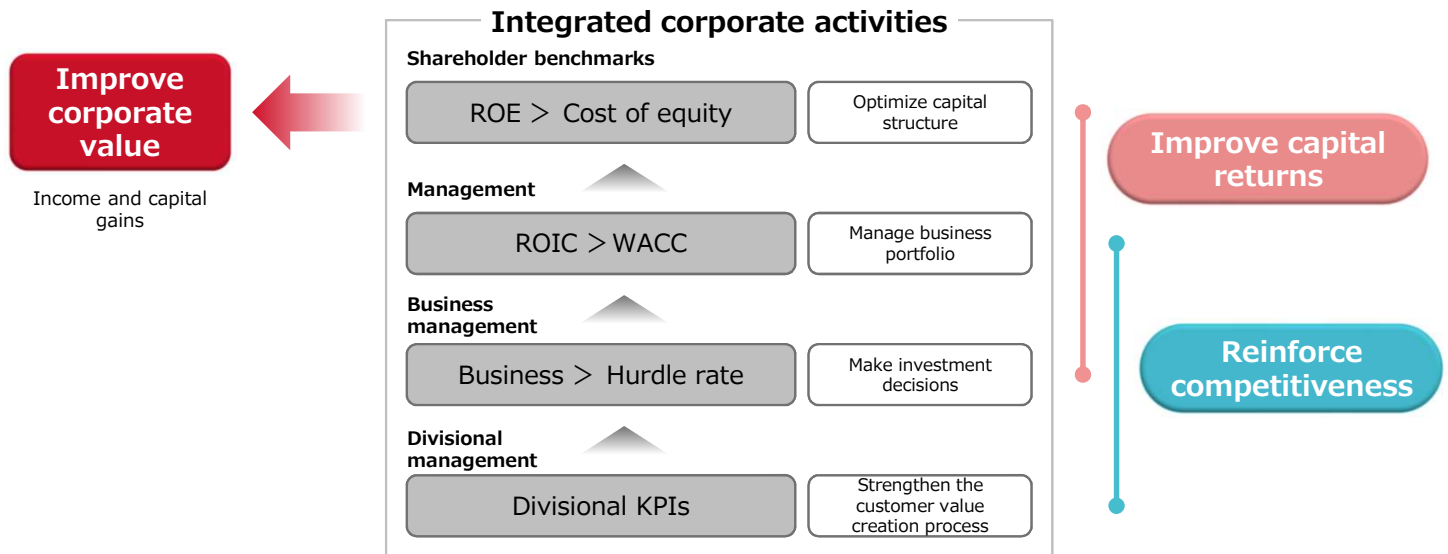 Integrated corporate activities
Improve
corporate
value
Income and capital
gains
Shareholder benchmarks
ROE ＞ Cost of equity
Optimize capital
structure
Management
ROIC ＞WACC
Manage business
portfolio
Business
management
Business ＞ Hurdle rate
Make investment
decisions
Divisional
management
Divisional KPIs
Strengthen the
customer value
creation process
Improve capital
returns
Reinforce
competitiveness